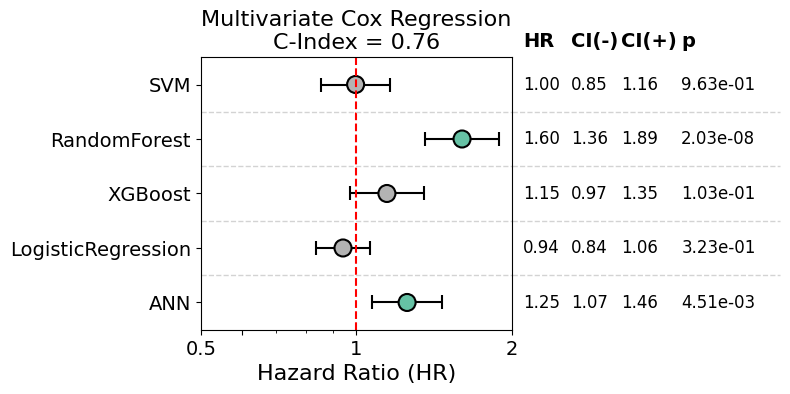 Multivariate Cox Regression
C-Index = 0.76
HR CI(-) CI(+) p
SVM 1.00 0.85 1.16 9.63e-01
RandomForest 1.60 1.36 1.89 2.03e-08
XGBoost 1.15 0.97 1.35 1.03e-01
LogisticRegression 0.94 0.84 1.06 3.23e-01
ANN 1.25 1.07 1.46 4.51e-03
0.5 1 2
Hazard Ratio (HR)